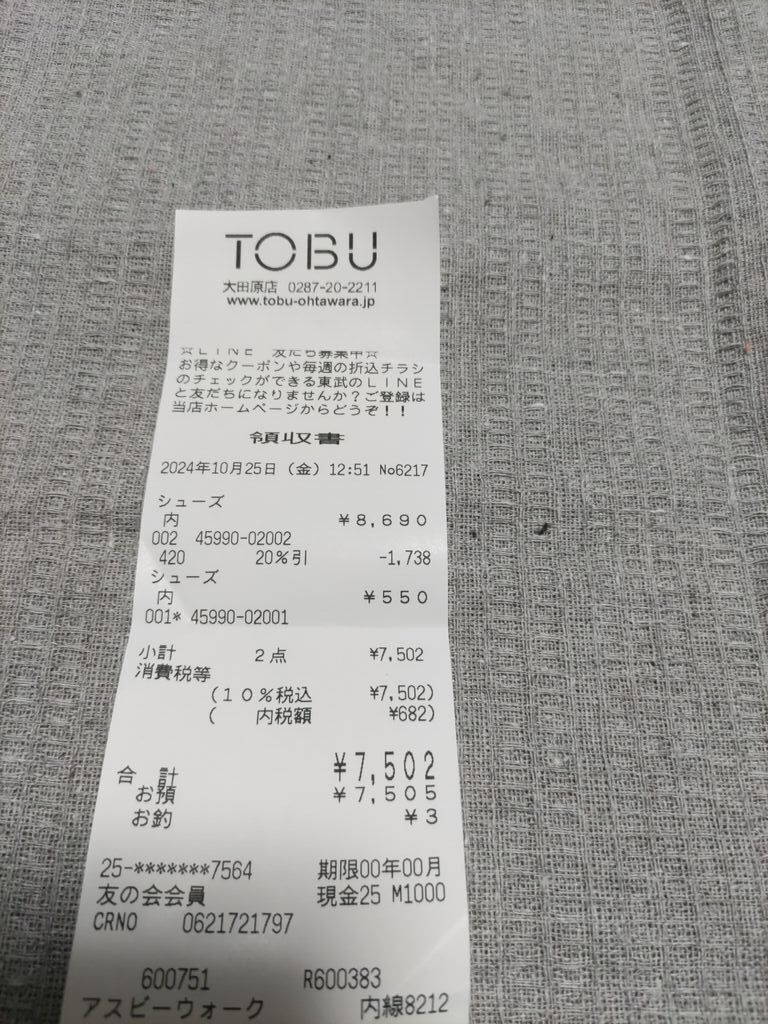 TOBU
大田原店 0287-20-2211
www.tobu-ohtawara.jp
☆LINE 友だち募集中☆
お得なクーポンや毎週の折込チラシ
のチェックができる東武のLINE
と友だちになりませんか?ご登録は
当店ホームページからどうぞ!!
領収書
2024年10月25日(金)12:51 No6217
シューズ
内 ¥8,690
002 45990-02002
420 20%引 -1,738
シューズ
内 ¥550
001* 45990-02001
小計 2点 ¥7,502
消費税等
(10%税込 ¥7,502)
( 内税額 ¥682)
合計 ¥7,502
お預 ¥7,505
お釣 ¥3
25-*******7564 期限00年00月
友の会会員 現金25 M1000
CRNO 0621721797
600751 R600383
アスビーウォーク 内線8212